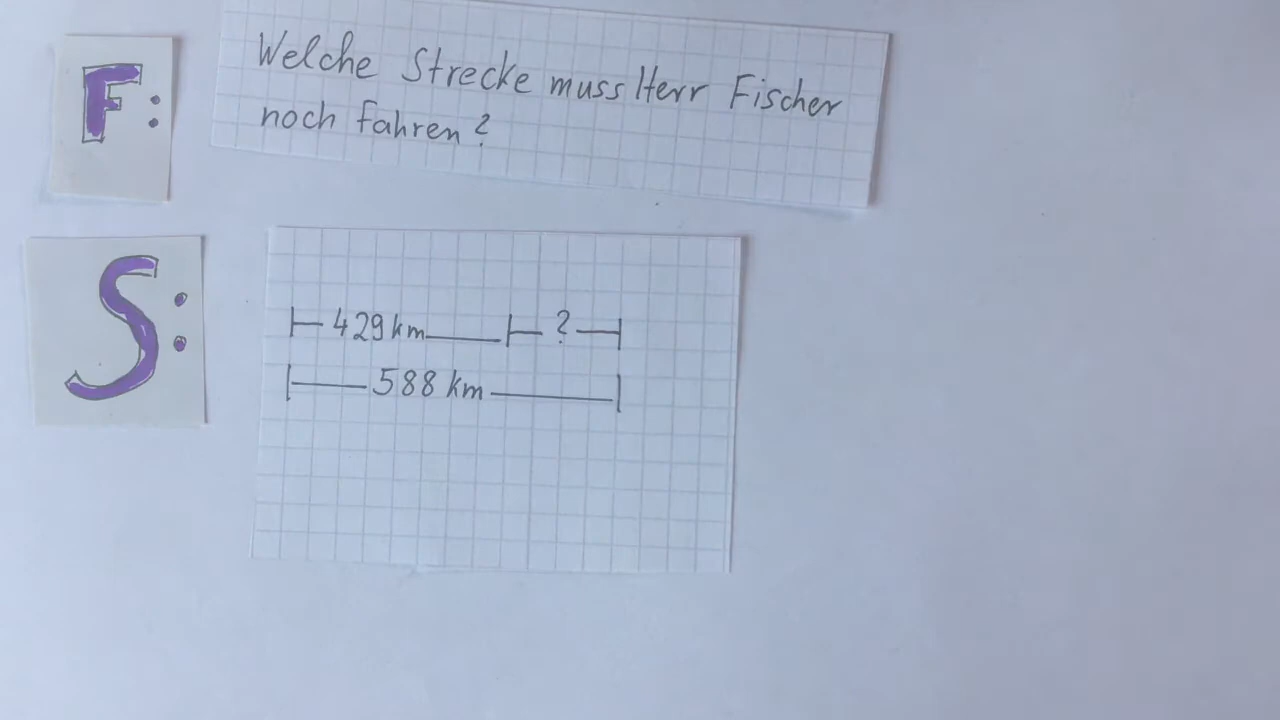 F:
Welche Strecke muss Herr Fischer
noch fahren?
S:
429 km ?
588 km